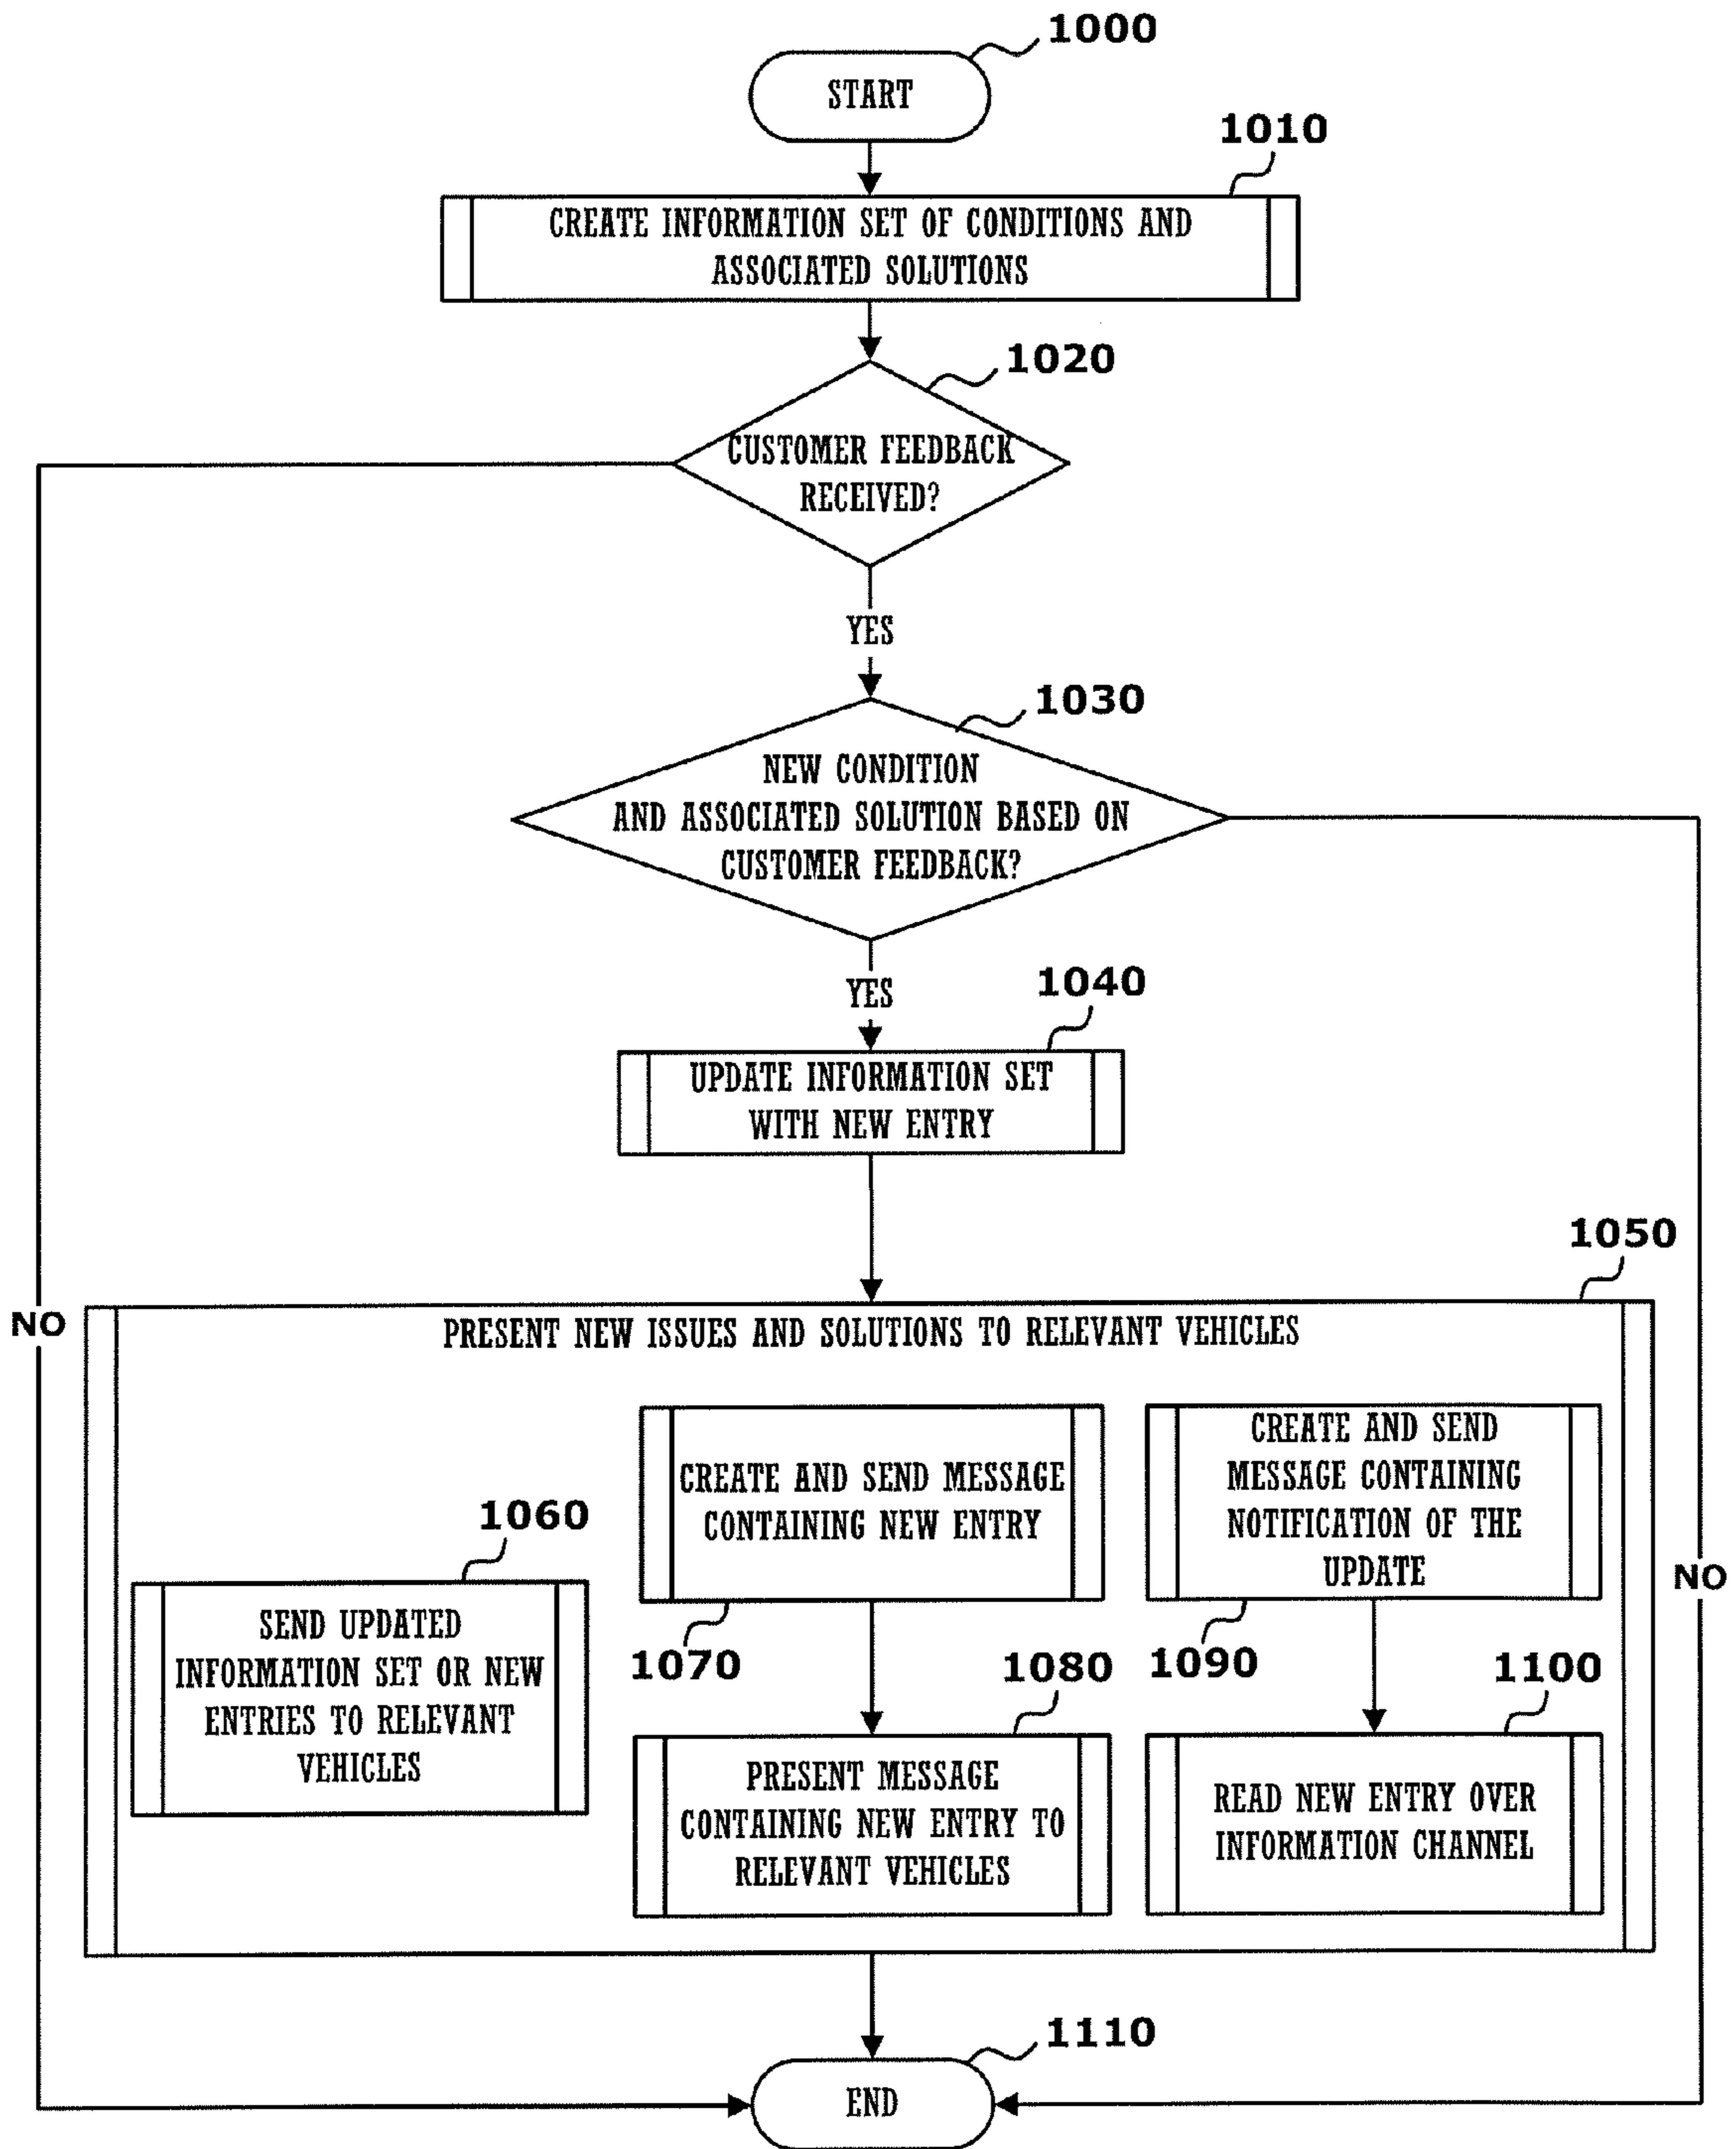 1000
START
1010
CREATE INFORMATION SET OF CONDITIONS AND
ASSOCIATED SOLUTIONS
1020
CUSTOMER FEEDBACK
RECEIVED?
YES
1030
NEW CONDITION
AND ASSOCIATED SOLUTION BASED ON
CUSTOMER FEEDBACK?
YES
1040
UPDATE INFORMATION SET
WITH NEW ENTRY
1050
NO
PRESENT NEW ISSUES AND SOLUTIONS TO RELEVANT VEHICLES
1060
SEND UPDATED
INFORMATION SET OR NEW
ENTRIES TO RELEVANT
VEHICLES
CREATE AND SEND MESSAGE
CONTAINING NEW ENTRY
1070
1080
PRESENT MESSAGE
CONTAINING NEW ENTRY TO
RELEVANT VEHICLES
CREATE AND SEND
MESSAGE CONTAINING
NOTIFICATION OF THE
UPDATE
1090
1100
READ NEW ENTRY OVER
INFORMATION CHANNEL
NO
1110
END